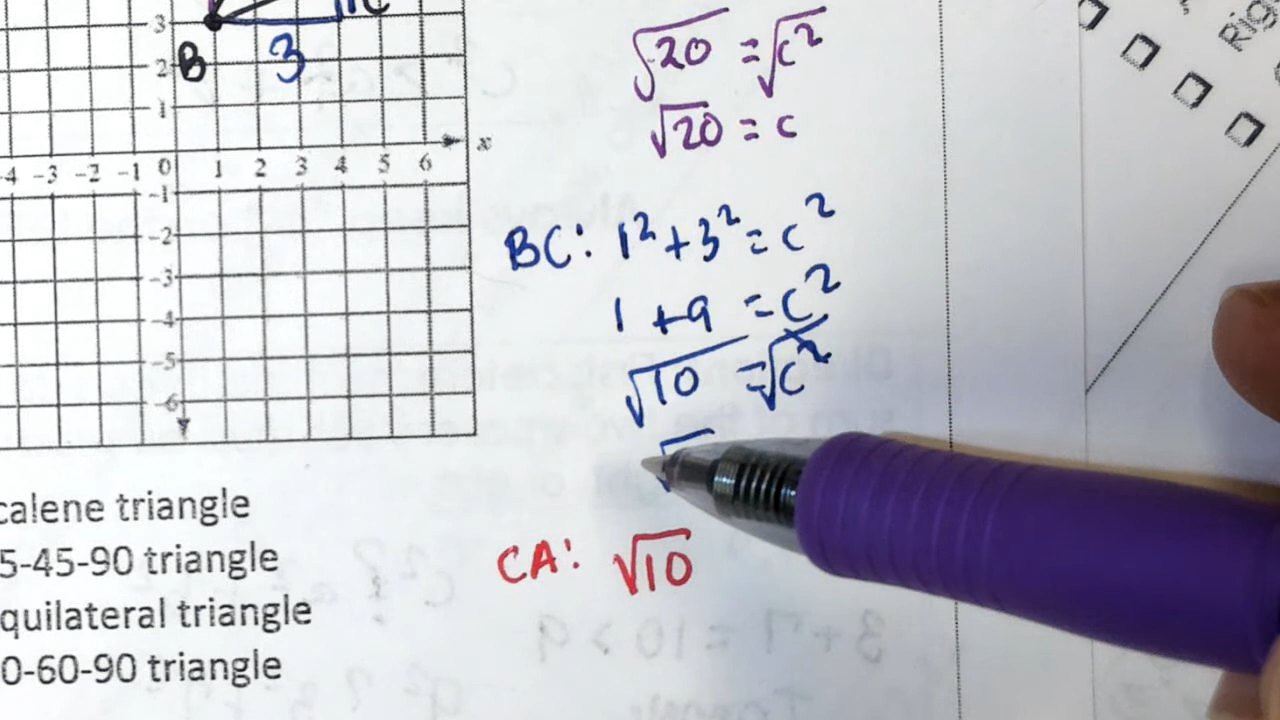 3
B 3
2
1
x
-4 -3 -2 -1 0 1 2 3 4 5 6
-1
-2
-3
-4
-5
-6
calene triangle
5-45-90 triangle
quilateral triangle
0-60-90 triangle
√20 = √c²
√20 = c
BC: 1² + 3² = c²
1 + 9 = c²
√10 = √c²
√
CA: √10